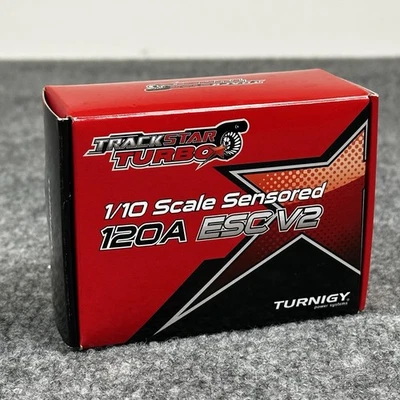 TRACKSTAR
TURBO
1/10 Scale Sensored
120A ESC V2
TURNIGY
power systems